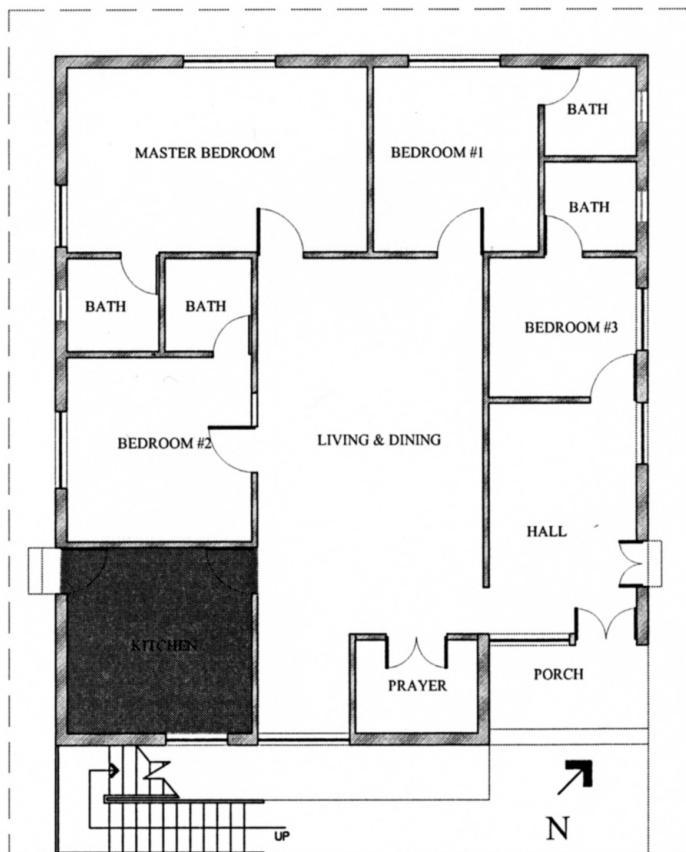 MASTER BEDROOM
BEDROOM #1
BATH
BATH
BATH
BATH
BEDROOM #3
BEDROOM #2
LIVING & DINING
HALL
KITCHEN
PRAYER
PORCH
UP
N